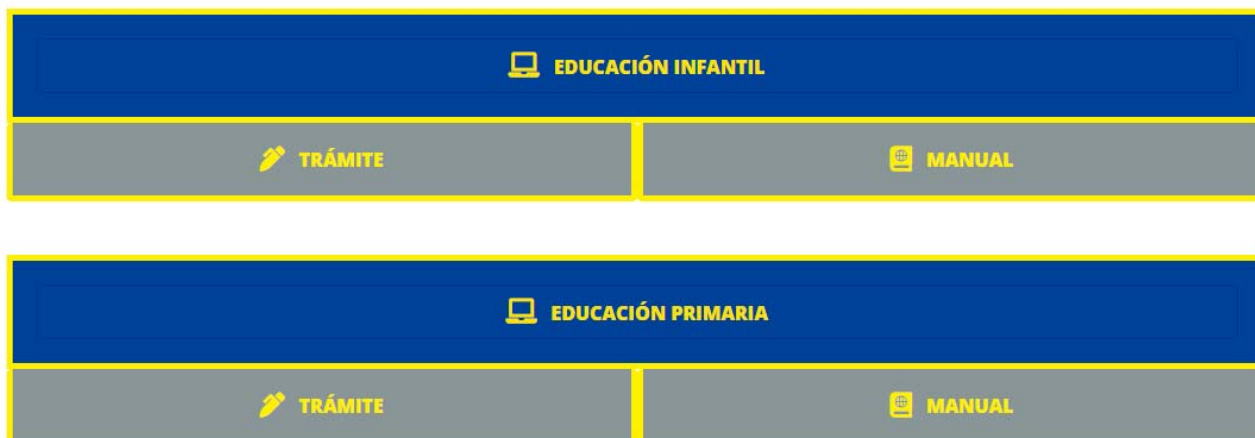 EDUCACIÓN INFANTIL
TRÁMITE MANUAL
EDUCACIÓN PRIMARIA
TRÁMITE MANUAL